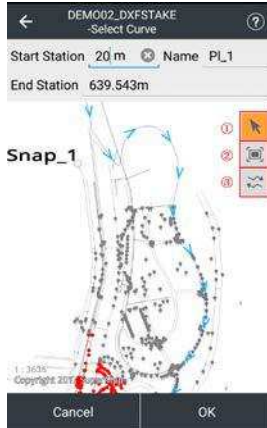 DEMO02_DXFSTAKE
-Select Curve
Start Station 20 m Name Pl_1
End Station 639.543m
①
Snap_1
②
③
1 : 3636
Cancel OK